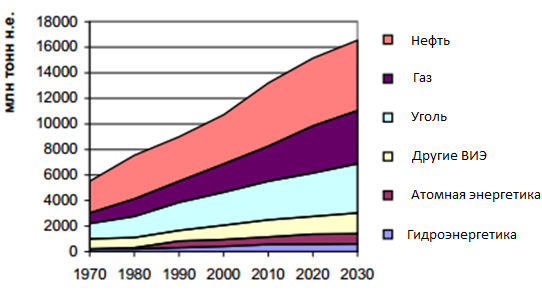 млн тонн н.е.
18000
16000
14000
12000
10000
8000
6000
4000
2000
0
1970 1980 1990 2000 2010 2020 2030
Нефть
Газ
Уголь
Другие ВИЭ
Атомная энергетика
Гидроэнергетика